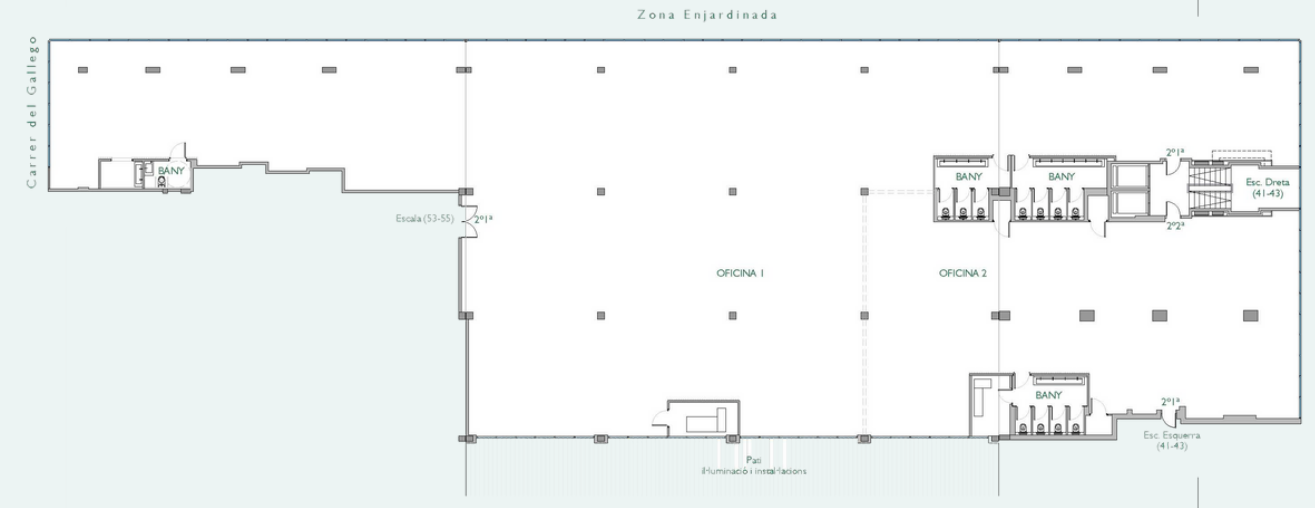 Zona Enjardinada
Carrer del Gallego
BANY
BANY
BANY
2º1ª
Esc. Dreta
(41-43)
Escala (53-55)
2º1ª
2º2ª
OFICINA 1
OFICINA 2
BANY
2º1ª
Esc. Esquerra
(41-43)
Pati
il·luminació i instal·lacions